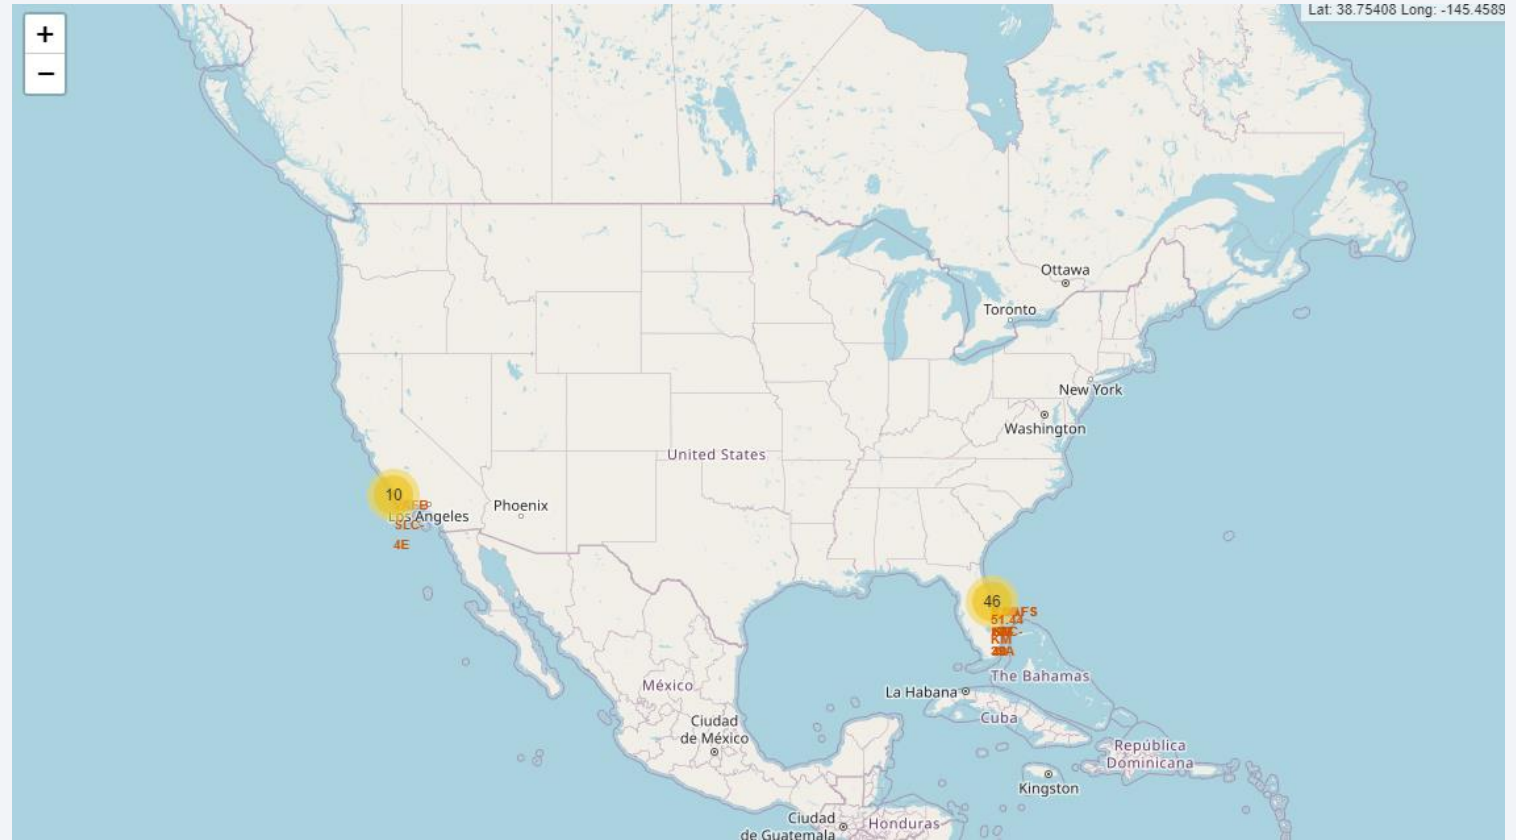 Lat: 38.75408 Long: -145.4589
+
−
Ottawa
Toronto
New York
Washington
United States
10
Los Angeles
SLC-
4E
Phoenix
46
51.44
KM
The Bahamas
La Habana
México
Cuba
Ciudad
de México
República
Dominicana
Kingston
Ciudad
de Guatemala
Honduras